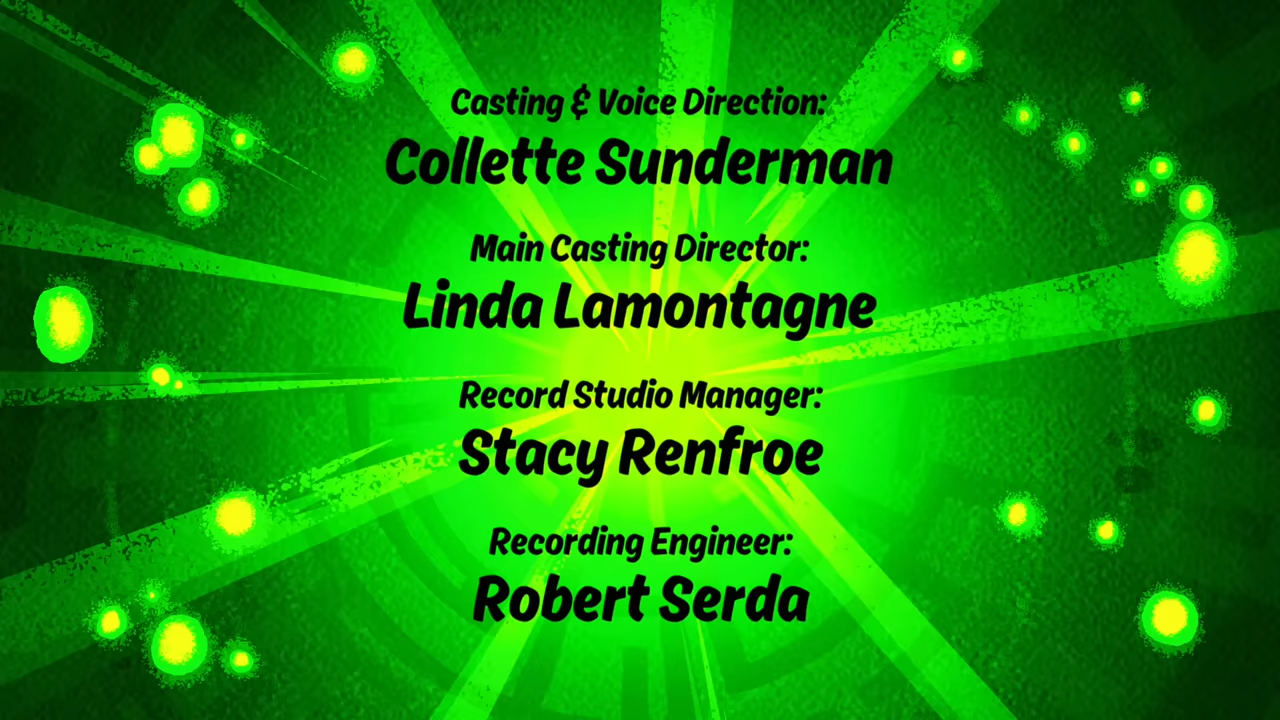 Casting & Voice Direction:
Collette Sunderman
Main Casting Director:
Linda Lamontagne
Record Studio Manager:
Stacy Renfroe
Recording Engineer:
Robert Serda